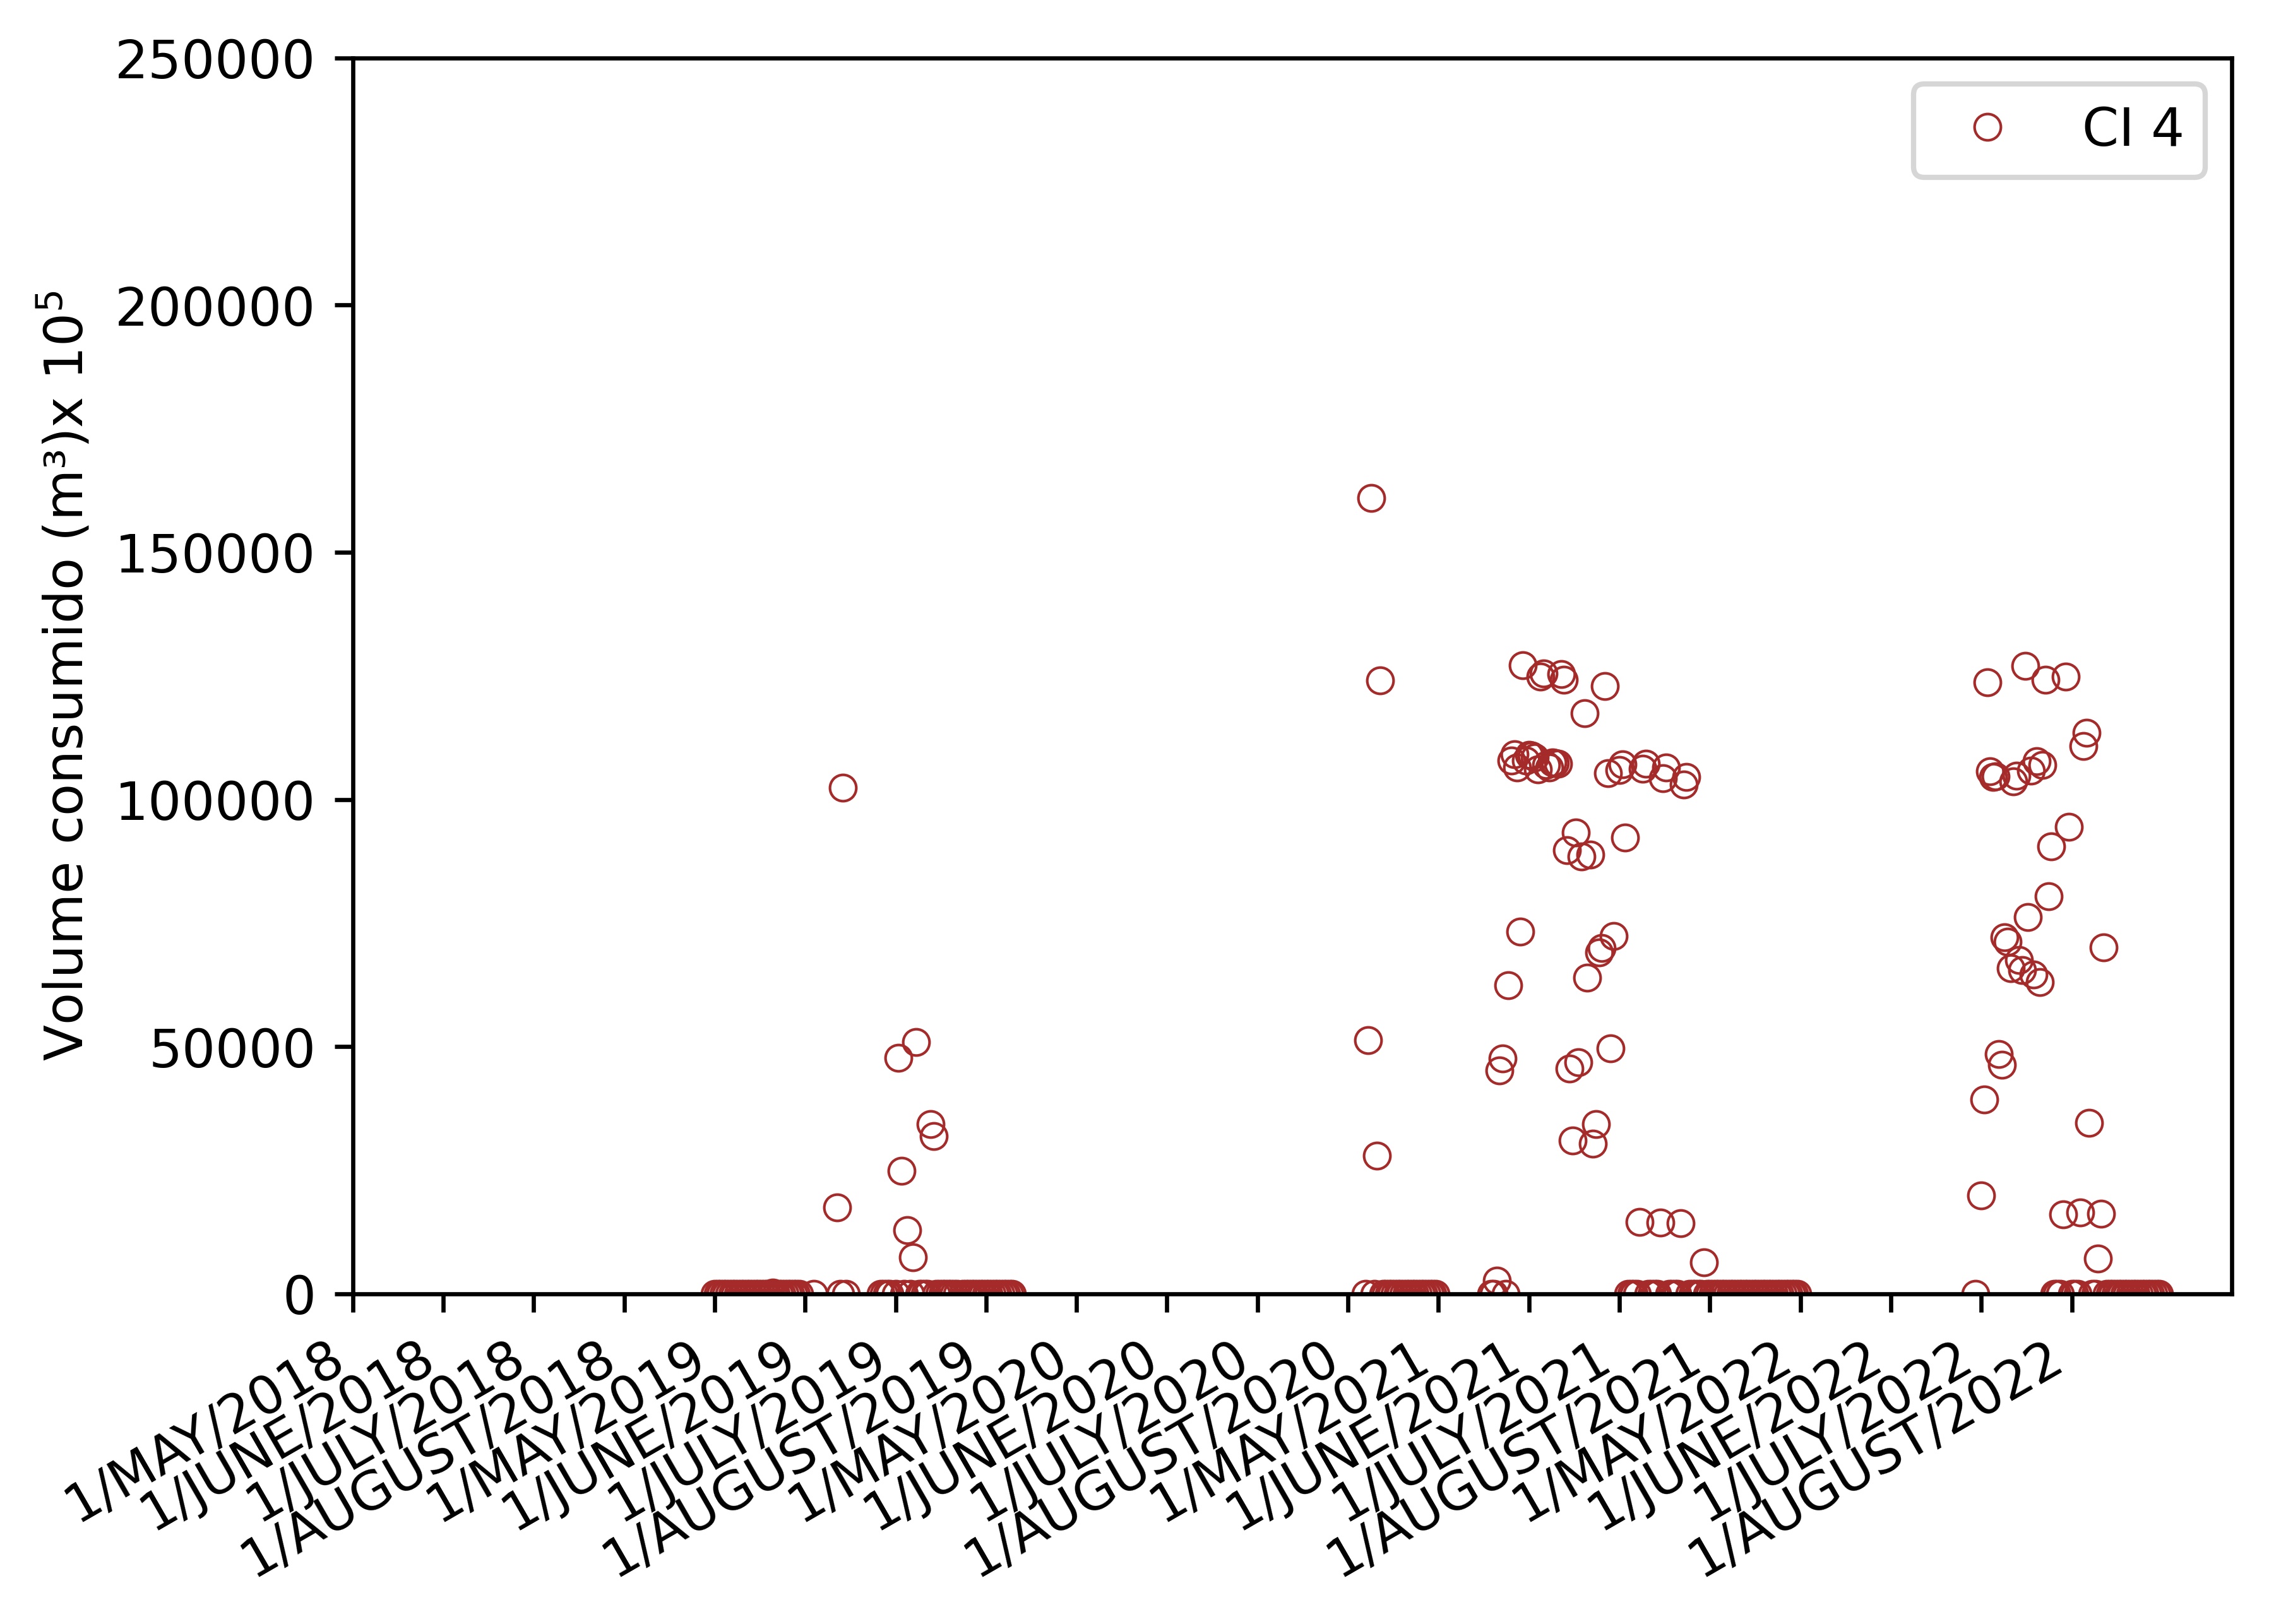 250000
200000
150000
100000
50000
0
Volume consumido (m³)x 10⁵
CI 4
1/MAY/2018
1/JUNE/2018
1/JULY/2018
1/AUGUST/2018
1/MAY/2019
1/JUNE/2019
1/JULY/2019
1/AUGUST/2019
1/MAY/2020
1/JUNE/2020
1/JULY/2020
1/AUGUST/2020
1/MAY/2021
1/JUNE/2021
1/JULY/2021
1/AUGUST/2021
1/MAY/2022
1/JUNE/2022
1/JULY/2022
1/AUGUST/2022